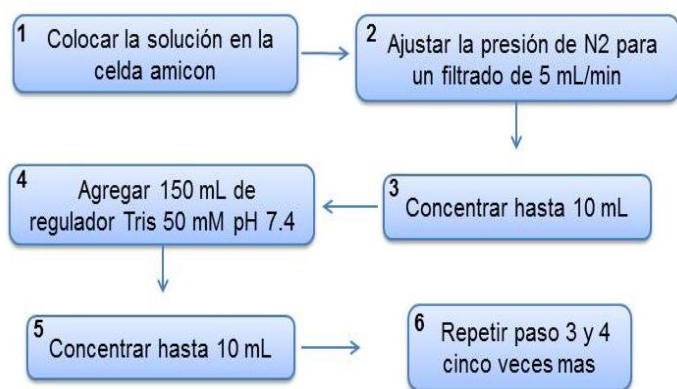 1 Colocar la solución en la
celda amicon
2 Ajustar la presión de N2 para
un filtrado de 5 mL/min
3 Concentrar hasta 10 mL
4 Agregar 150 mL de
regulador Tris 50 mM pH 7.4
5 Concentrar hasta 10 mL
6 Repetir paso 3 y 4
cinco veces mas